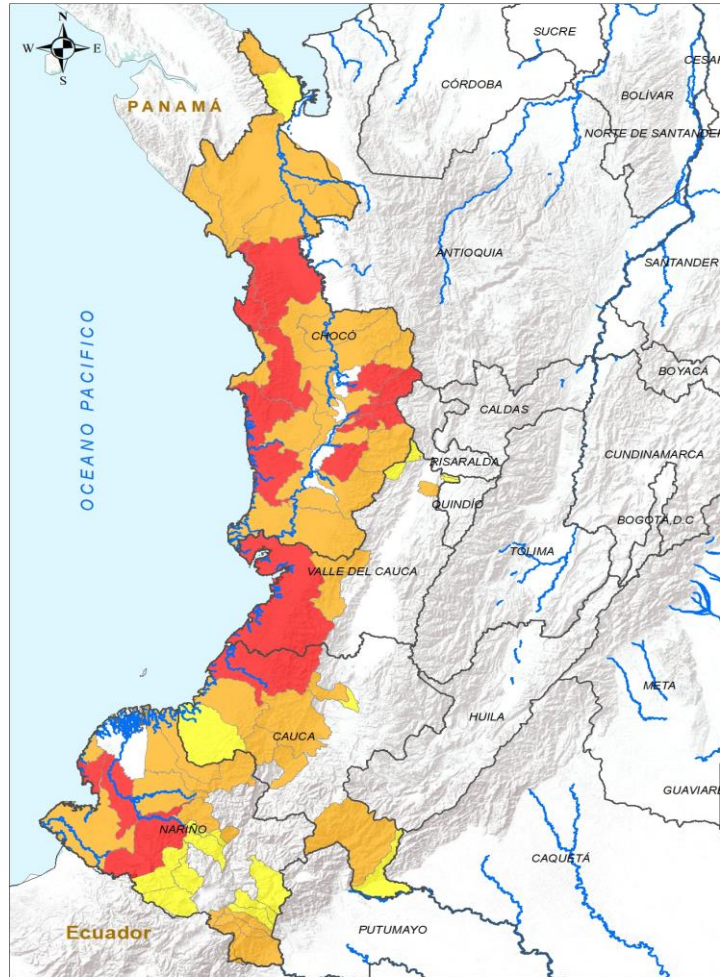 N
W E
S
SUCRE
CESAR
CÓRDOBA
BOLÍVAR
PANAMÁ
NORTE DE SANTANDER
ANTIOQUIA
SANTANDER
OCEANO PACIFICO
CHOCÓ
BOYACÁ
CALDAS
CUNDINAMARCA
RISARALDA
QUINDÍO
BOGOTÁ,D.C
TOLIMA
VALLE DEL CAUCA
META
HUILA
CAUCA
GUAVIARE
NARIÑO
CAQUETÁ
Ecuador
PUTUMAYO